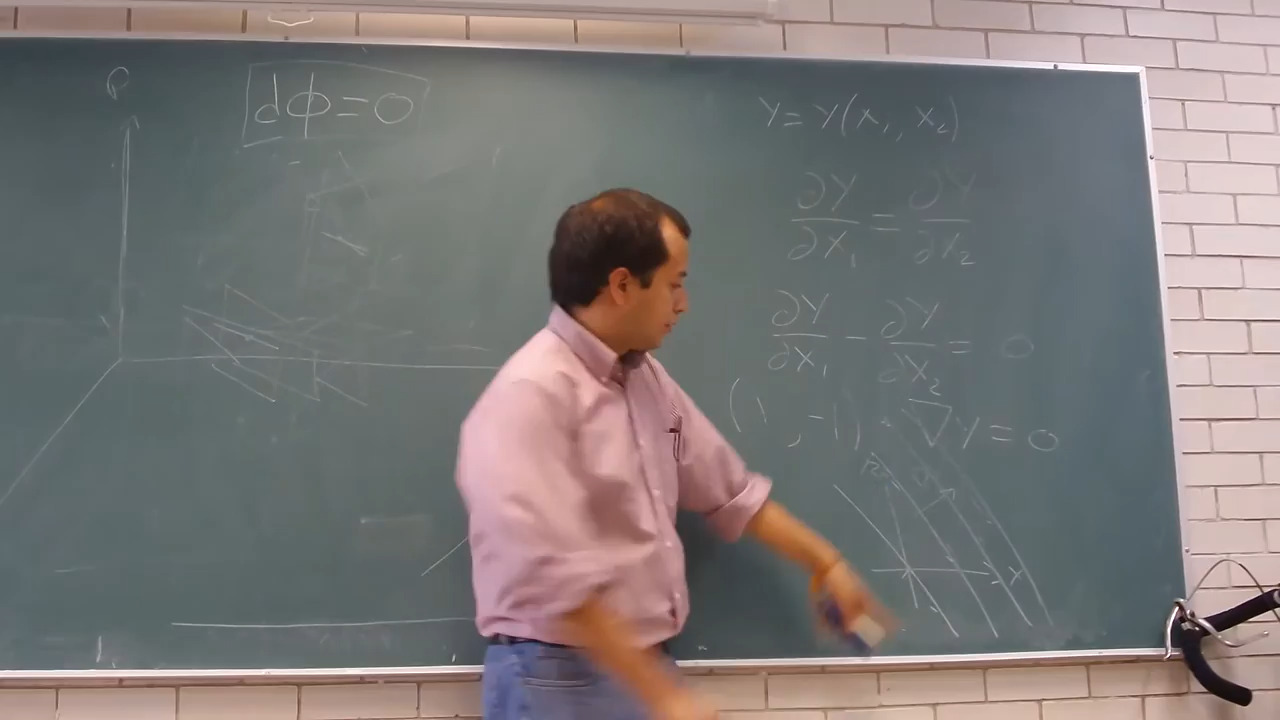 P
dϕ=0
Y=Y(x₁, x₂)
∂Y/∂x₁ = ∂Y/∂x₂
∂Y/∂x₁ - ∂Y/∂x₂ = 0
(1, -1) ∇Y=0